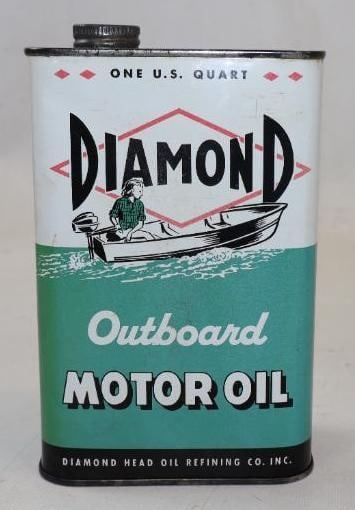 ONE U.S. QUART
DIAMOND
Outboard
MOTOR OIL
DIAMOND HEAD OIL REFINING CO. INC.